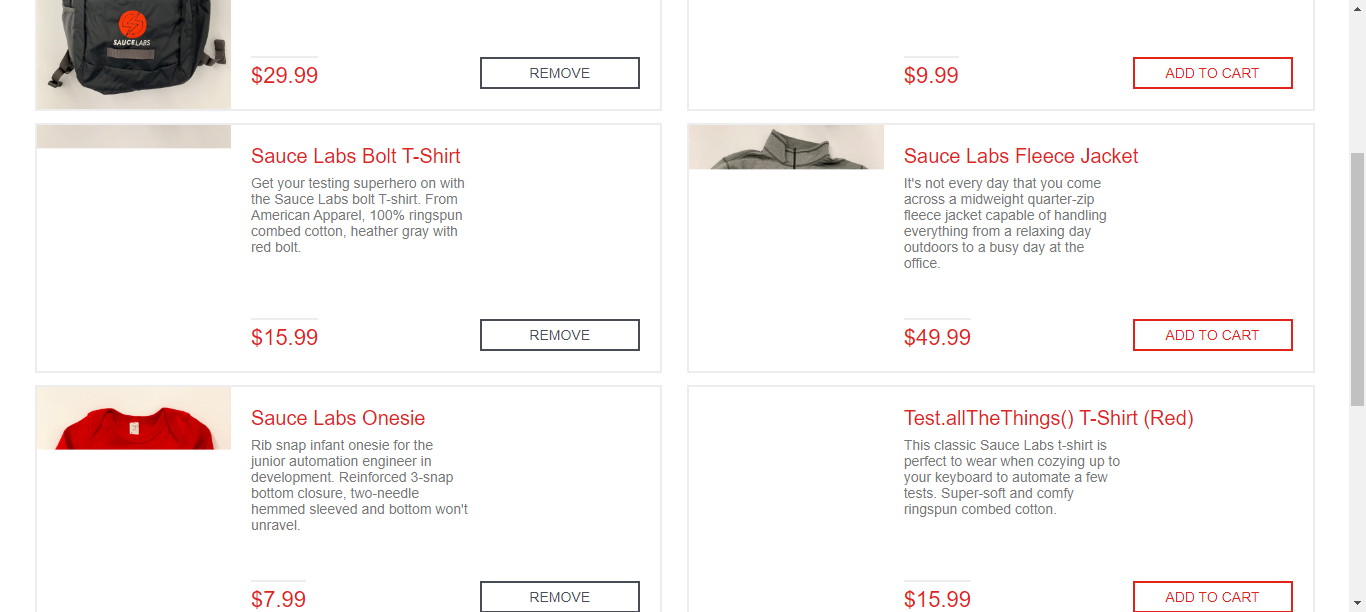 SAUCELABS
$29.99
REMOVE
$9.99
ADD TO CART
Sauce Labs Bolt T-Shirt
Get your testing superhero on with
the Sauce Labs bolt T-shirt. From
American Apparel, 100% ringspun
combed cotton, heather gray with
red bolt.
$15.99
REMOVE
Sauce Labs Fleece Jacket
It's not every day that you come
across a midweight quarter-zip
fleece jacket capable of handling
everything from a relaxing day
outdoors to a busy day at the
office.
$49.99
ADD TO CART
Sauce Labs Onesie
Rib snap infant onesie for the
junior automation engineer in
development. Reinforced 3-snap
bottom closure, two-needle
hemmed sleeved and bottom won't
unravel.
$7.99
REMOVE
Test.allTheThings() T-Shirt (Red)
This classic Sauce Labs t-shirt is
perfect to wear when cozying up to
your keyboard to automate a few
tests. Super-soft and comfy
ringspun combed cotton.
$15.99
ADD TO CART